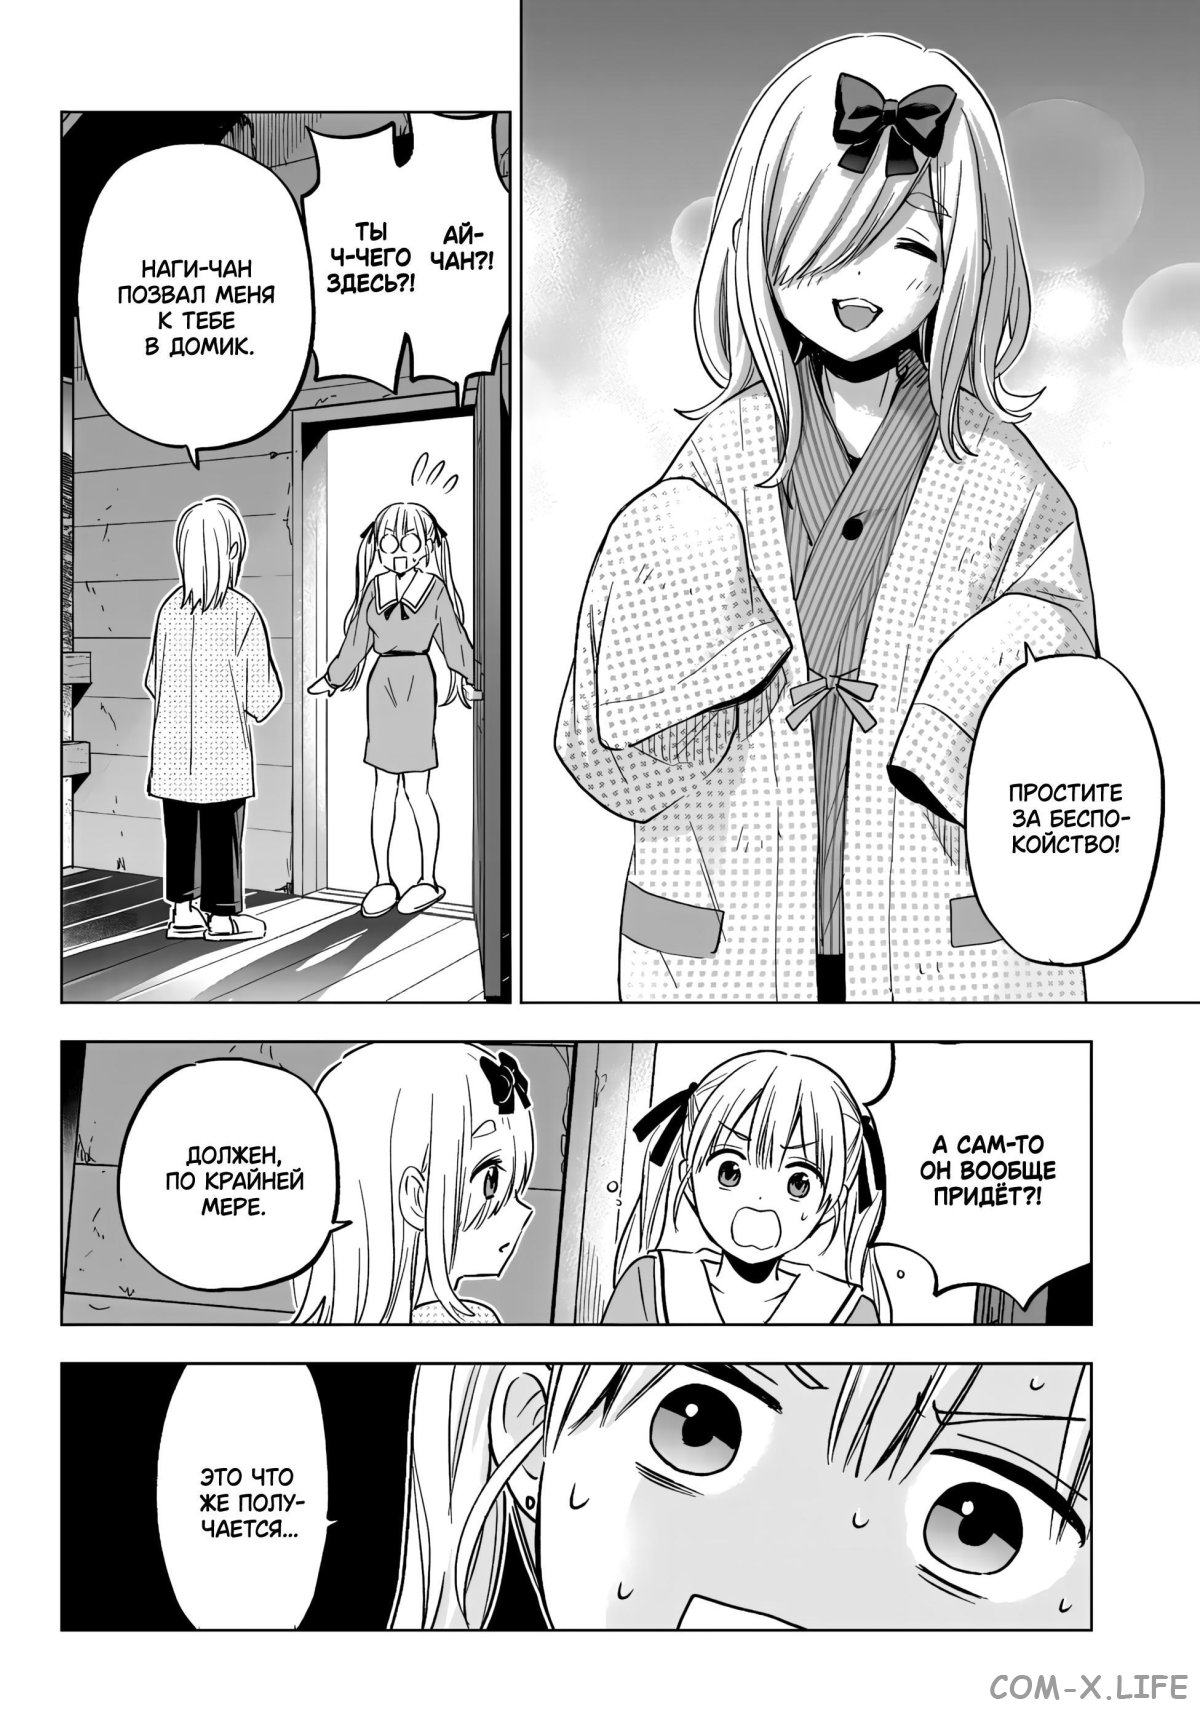 ПРОСТИТЕ
ЗА БЕСПО-
КОЙСТВО!
АЙ-
ЧАН?!
ТЫ
Ч-ЧЕГО
ЗДЕСЬ?!
НАГИ-ЧАН
ПОЗВАЛ МЕНЯ
К ТЕБЕ
В ДОМИК.
А САМ-ТО
ОН ВООБЩЕ
ПРИДЁТ?!
ДОЛЖЕН,
ПО КРАЙНЕЙ
МЕРЕ.
ЭТО ЧТО
ЖЕ ПОЛУ-
ЧАЕТСЯ...
COM-X.LIFE